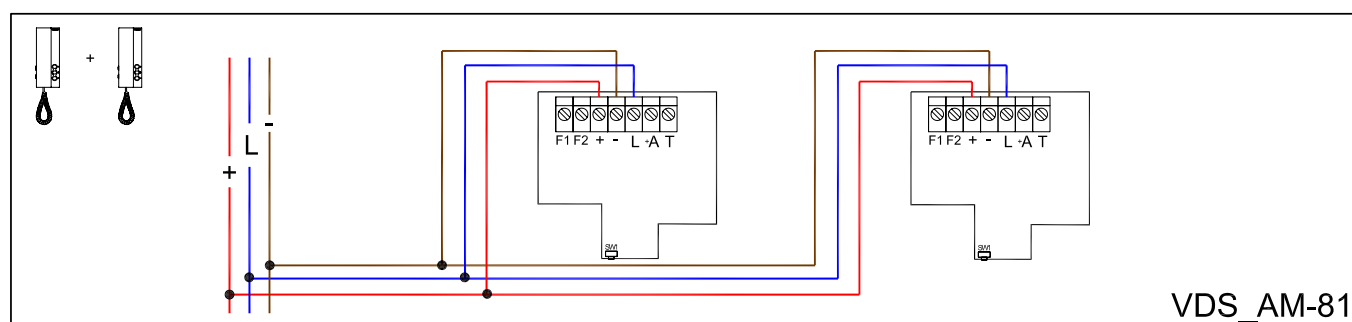 +
-
L
+
F1 F2 + - L +A T
F1 F2 + - L +A T
SW1
SW1
VDS_AM-81